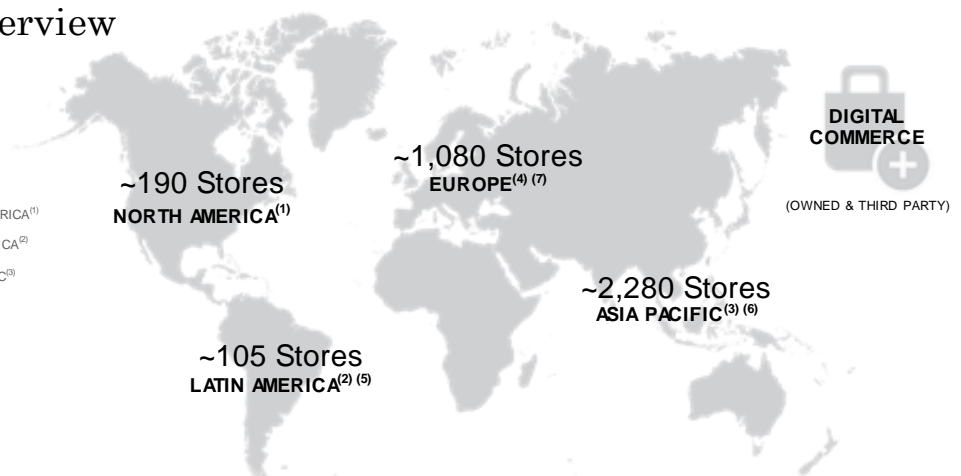 ~1,080 Stores
EUROPE(4) (7)
DIGITAL
COMMERCE
(OWNED & THIRD PARTY)
~190 Stores
NORTH AMERICA(1)
~2,280 Stores
ASIA PACIFIC(3) (6)
~105 Stores
LATIN AMERICA(2) (5)